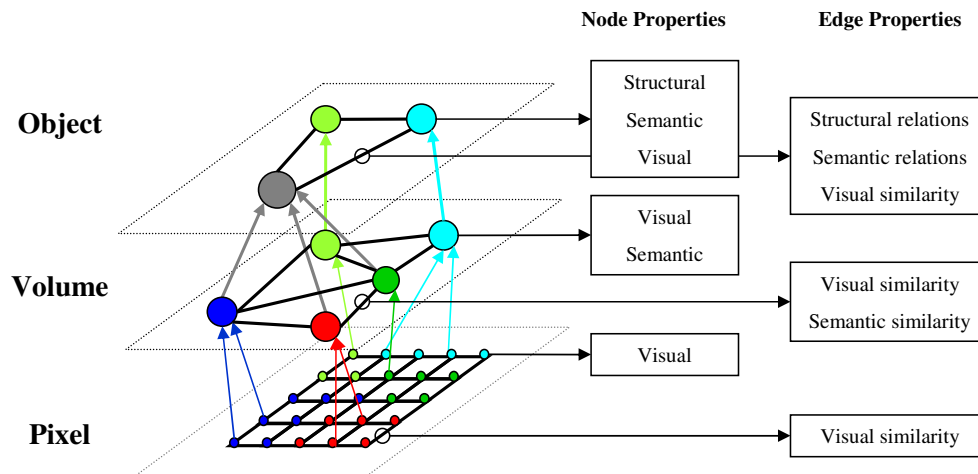 Node Properties
Edge Properties
Object
Structural
Semantic
Visual
Structural relations
Semantic relations
Visual similarity
Volume
Visual
Semantic
Visual similarity
Semantic similarity
Visual
Pixel
Visual similarity